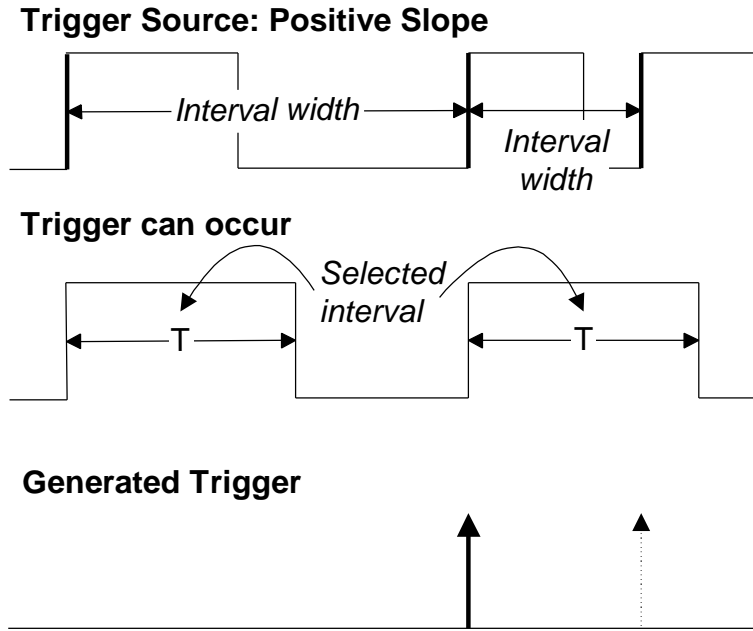 Trigger Source: Positive Slope
Interval width
Interval
width
Trigger can occur
Selected
interval
T
T
Generated Trigger